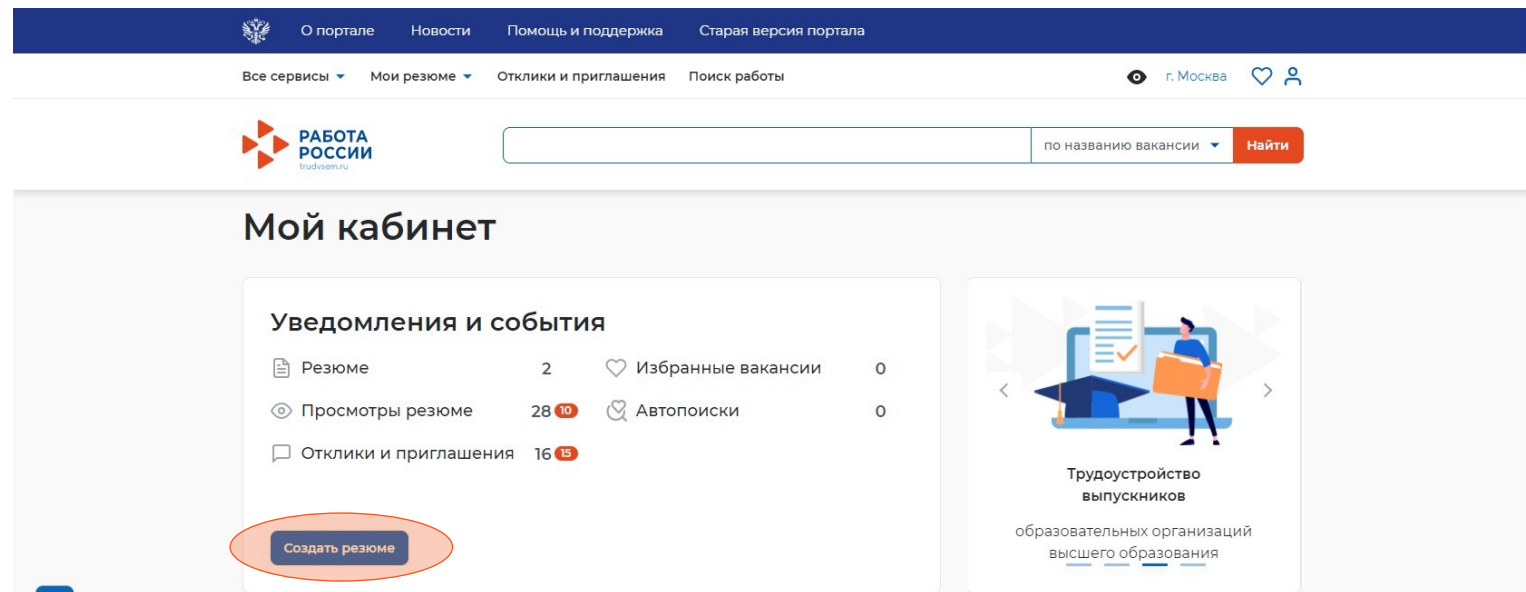 О портале Новости Помощь и поддержка Старая версия портала
Все сервисы Мои резюме Отклики и приглашения Поиск работы г. Москва
РАБОТА
РОССИИ
trudvsem.ru
по названию вакансии Найти
Мой кабинет
Уведомления и события
Резюме 2 Избранные вакансии 0
Просмотры резюме 28 10 Автопоиски 0
Отклики и приглашения 16 15
Создать резюме
Трудоустройство
выпускников
образовательных организаций
высшего образования